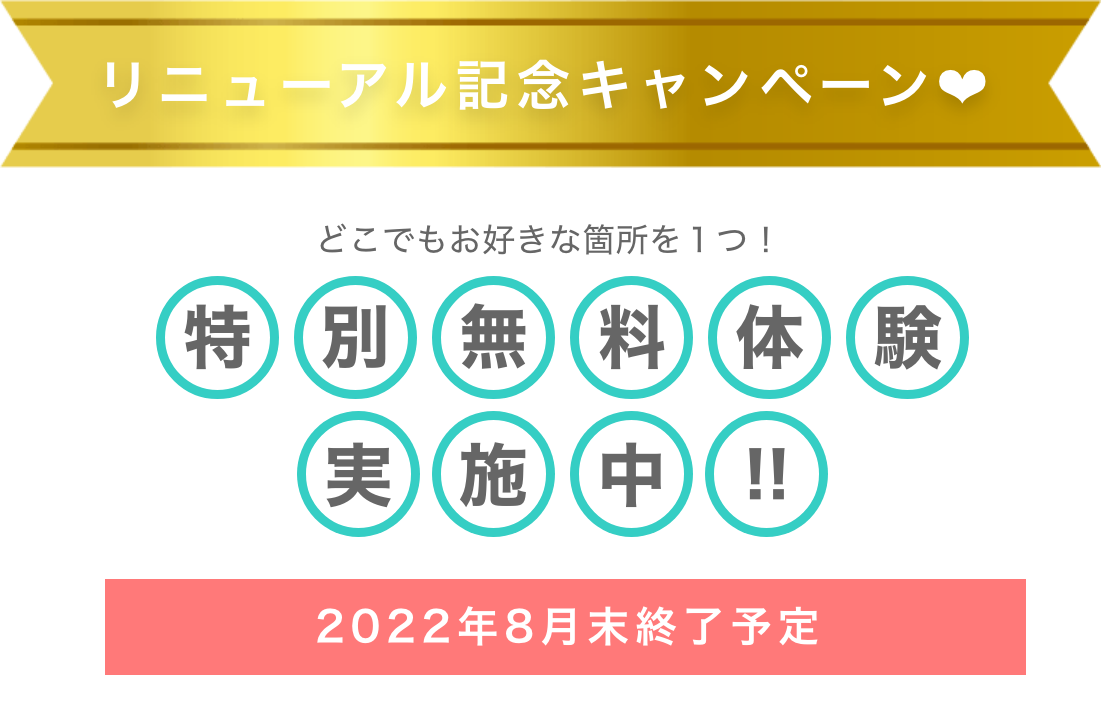 リニューアル記念キャンペーン❤
どこでもお好きな箇所を１つ！
特別無料体験
実施中!!
2022年8月末終了予定